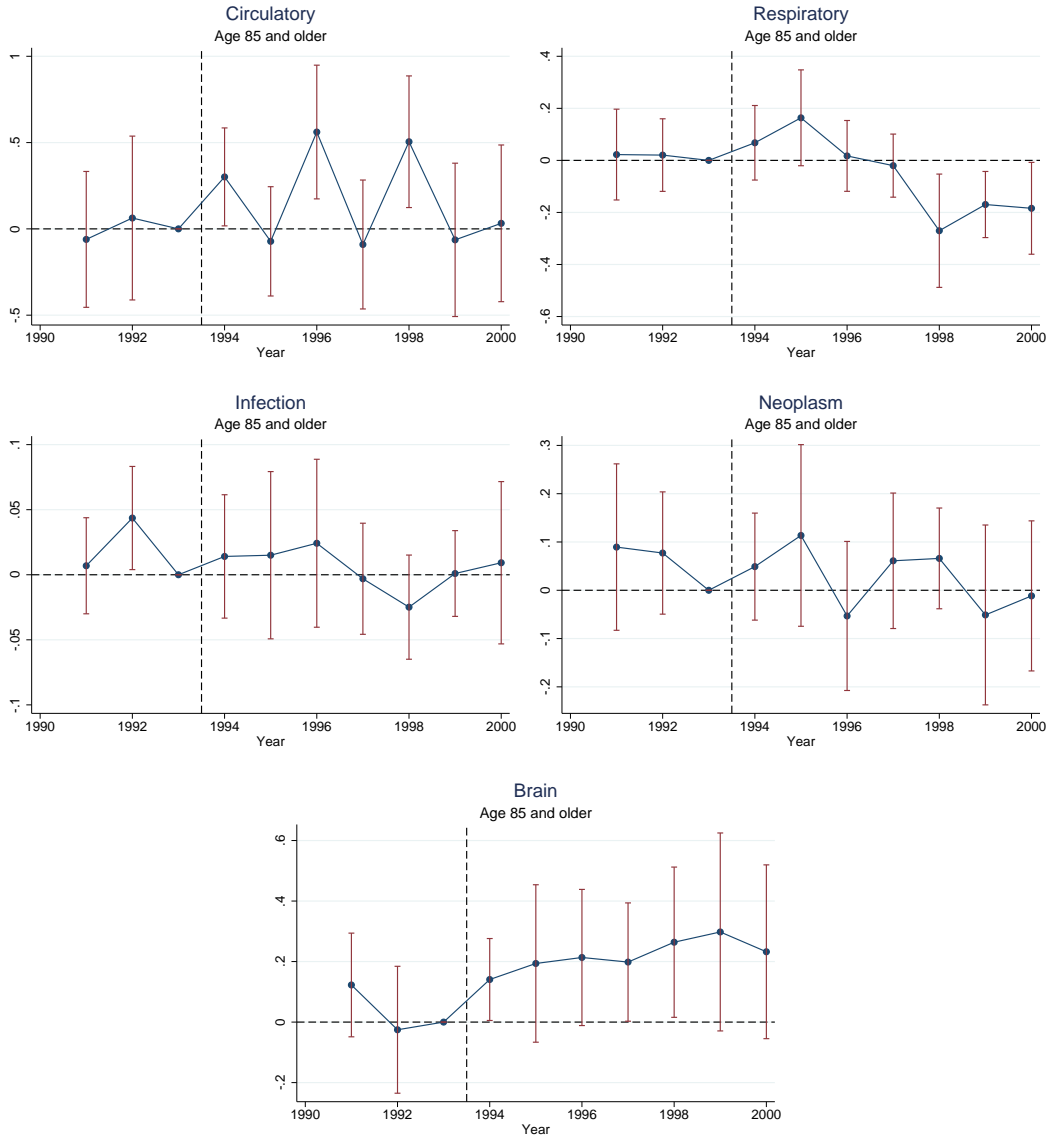 Circulatory
Age 85 and older
1
.5
0
-.5
1990 1992 1994 1996 1998 2000
Year
Respiratory
Age 85 and older
.4
.2
0
-.2
-.4
-.6
1990 1992 1994 1996 1998 2000
Year
Infection
Age 85 and older
.1
.05
0
-.05
-.1
1990 1992 1994 1996 1998 2000
Year
Neoplasm
Age 85 and older
.3
.2
.1
0
-.1
-.2
1990 1992 1994 1996 1998 2000
Year
Brain
Age 85 and older
.6
.4
.2
0
-.2
1990 1992 1994 1996 1998 2000
Year